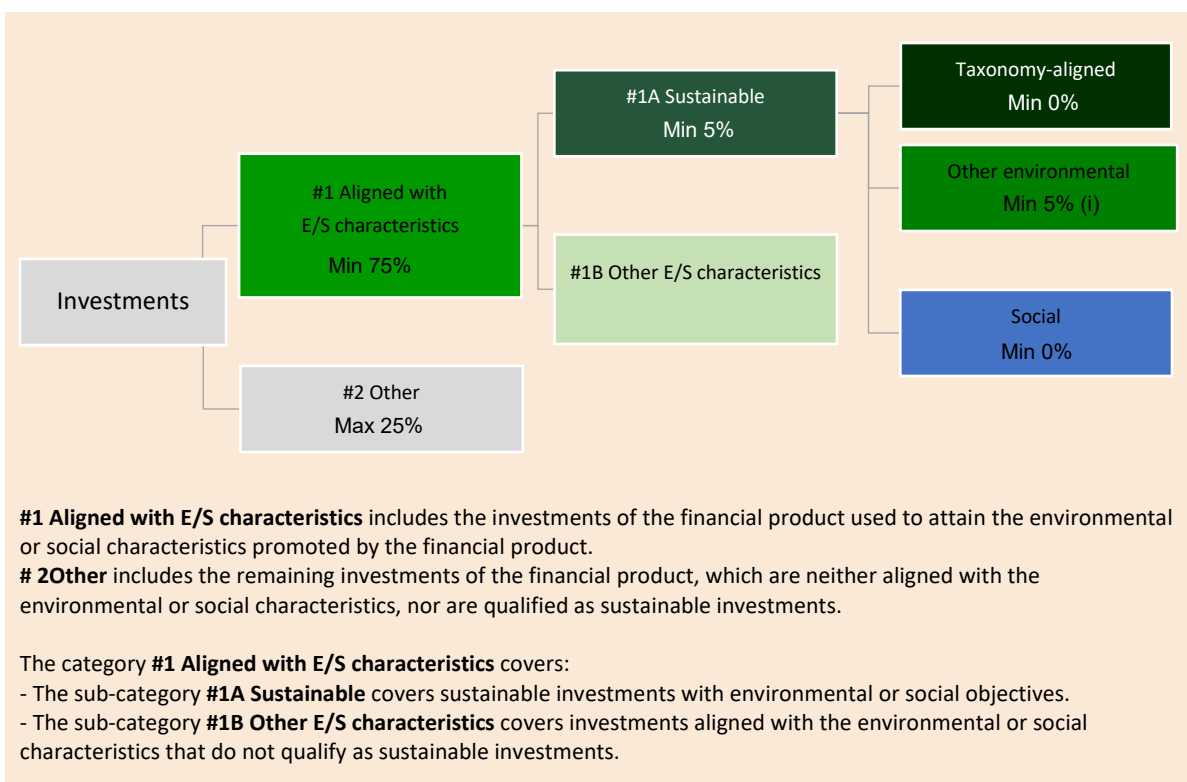 Investments
#1 Aligned with
E/S characteristics
Min 75%
#2 Other
Max 25%
#1A Sustainable
Min 5%
#1B Other E/S characteristics
Taxonomy-aligned
Min 0%
Other environmental
Min 5% (i)
Social
Min 0%
#1 Aligned with E/S characteristics includes the investments of the financial product used to attain the environmental
or social characteristics promoted by the financial product.
# 2Other includes the remaining investments of the financial product, which are neither aligned with the
environmental or social characteristics, nor are qualified as sustainable investments.
The category #1 Aligned with E/S characteristics covers:
- The sub-category #1A Sustainable covers sustainable investments with environmental or social objectives.
- The sub-category #1B Other E/S characteristics covers investments aligned with the environmental or social
characteristics that do not qualify as sustainable investments.